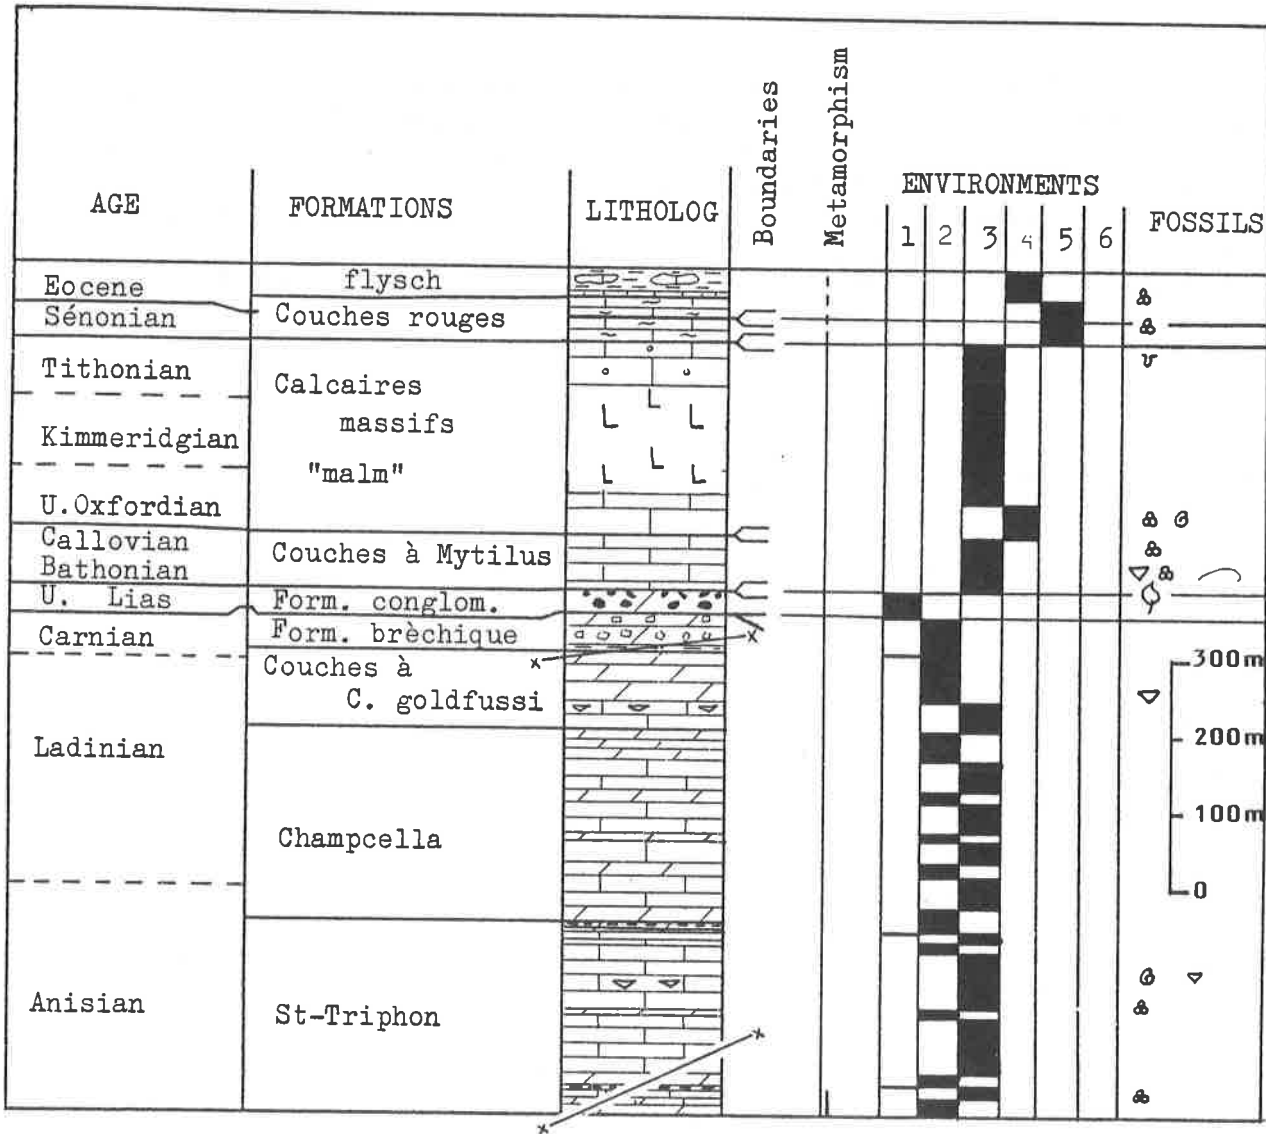 Boundaries
Metamorphism
ENVIRONMENTS
AGE FORMATIONS LITHOLOG 1 2 3 4 5 6 FOSSILS
Eocene flysch
Sénonian Couches rouges
Tithonian Calcaires
massifs
Kimmeridgian
"malm"
U.Oxfordian
Callovian Couches à Mytilus
Bathonian
U. Lias Form. conglom.
Carnian Form. brèchique
Couches à 300m
C. goldfussi
Ladinian 200m
100m
Champcella
0
Anisian St-Triphon